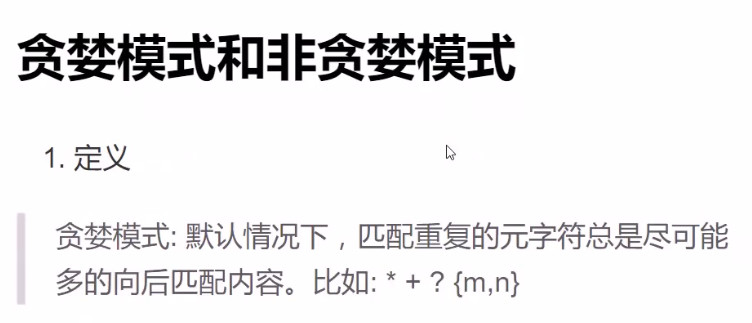 贪婪模式和非贪婪模式
1. 定义
贪婪模式: 默认情况下，匹配重复的元字符总是尽可能
多的向后匹配内容。比如: * + ? {m,n}